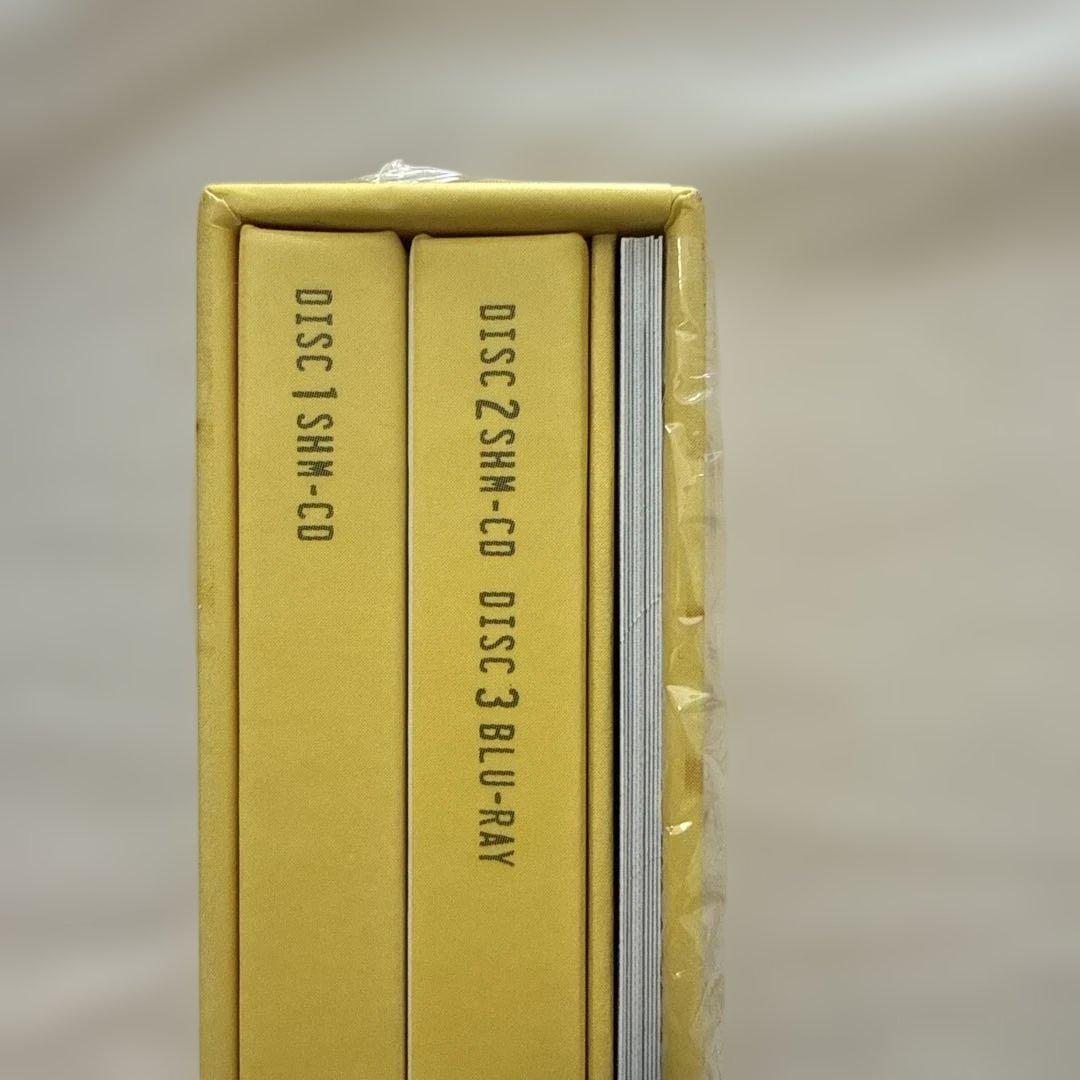 DISC 1 SHM-CD
DISC 2 SHM-CD DISC 3 BLU-RAY